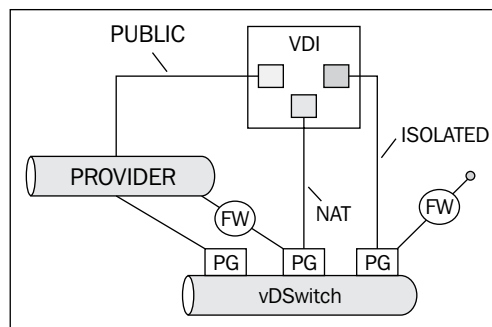 PUBLIC
VDI
ISOLATED
PROVIDER
FW
FW
NAT
PG
PG
PG
vDSwitch